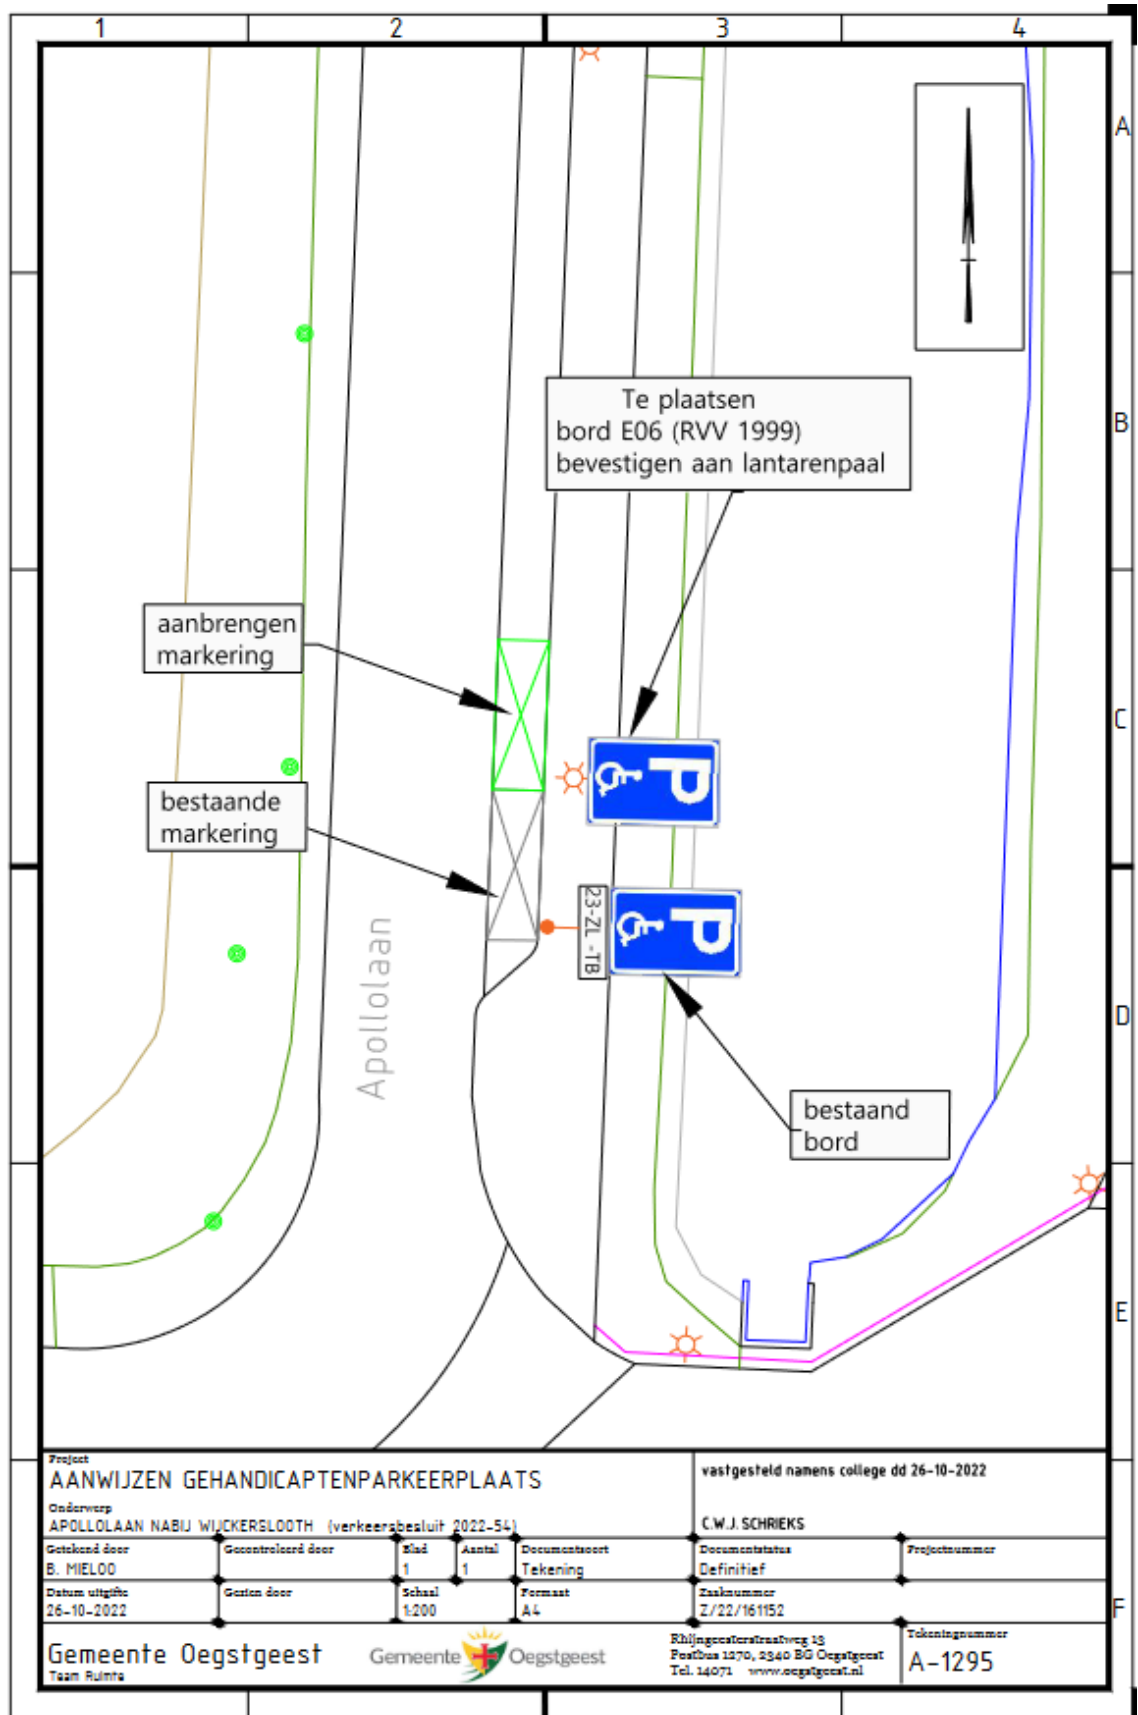 1 2 3 4
A
B
C
D
E
F
Te plaatsen
bord E06 (RVV 1999)
bevestigen aan lantarenpaal
aanbrengen
markering
bestaande
markering
P
23-ZL -TB
P
Apollolaan
bestaand
bord
Project
AANWIJZEN GEHANDICAPTENPARKEERPLAATS
Onderwerp
APOLLOLAAN NABIJ WIJCKERSLOOTH (verkeersbesluit 2022-54)
vastgesteld namens college dd 26-10-2022
C.W.J. SCHRIEKS
Getekend door
B. MIELOO
Gecontroleerd door
Blad
1
Aantal
1
Documentsoort
Tekening
Documentstatus
Definitief
Projectnummer
Datum uitgifte
26-10-2022
Gezien door
Schaal
1:200
Formaat
A4
Zaaknummer
Z/22/161152
Gemeente Oegstgeest
Team Ruimte
Gemeente Oegstgeest
Rhijngeesterstraatweg 13
Postbus 1270, 2340 BG Oegstgeest
Tel. 14071 www.oegstgeest.nl
Tekeningnummer
A-1295